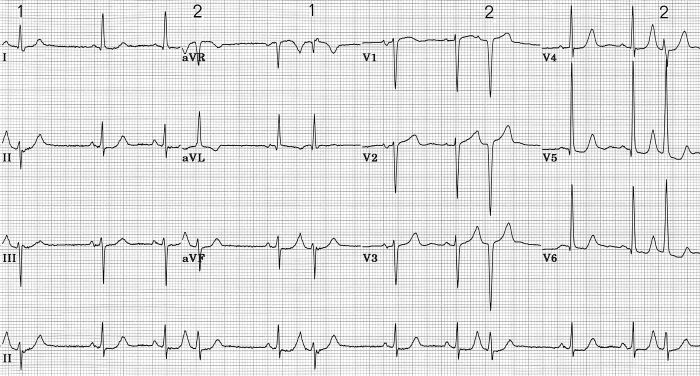 1 2 1 2 2
I aVR V1 V4
II aVL V2 V5
III aVF V3 V6
II